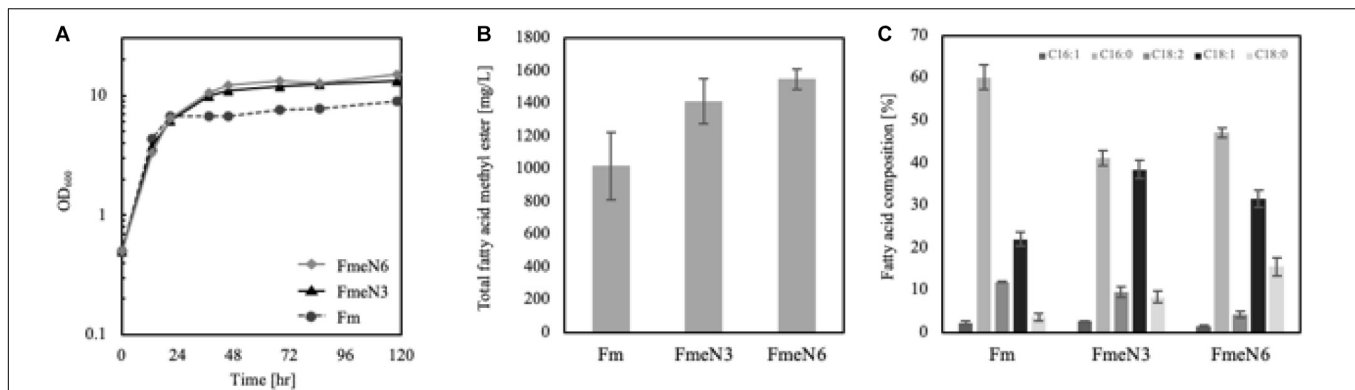 A
OD600
10
1
0.1
0
24
48
72
96
120
Time [hr]
FmeN6
FmeN3
Fm
B
Total fatty acid methyl ester [mg/L]
1800
1600
1400
1200
1000
800
600
400
200
0
Fm
FmeN3
FmeN6
C
Fatty acid composition [%]
70
60
50
40
30
20
10
0
C16:1
C16:0
C18:2
C18:1
C18:0
Fm
FmeN3
FmeN6